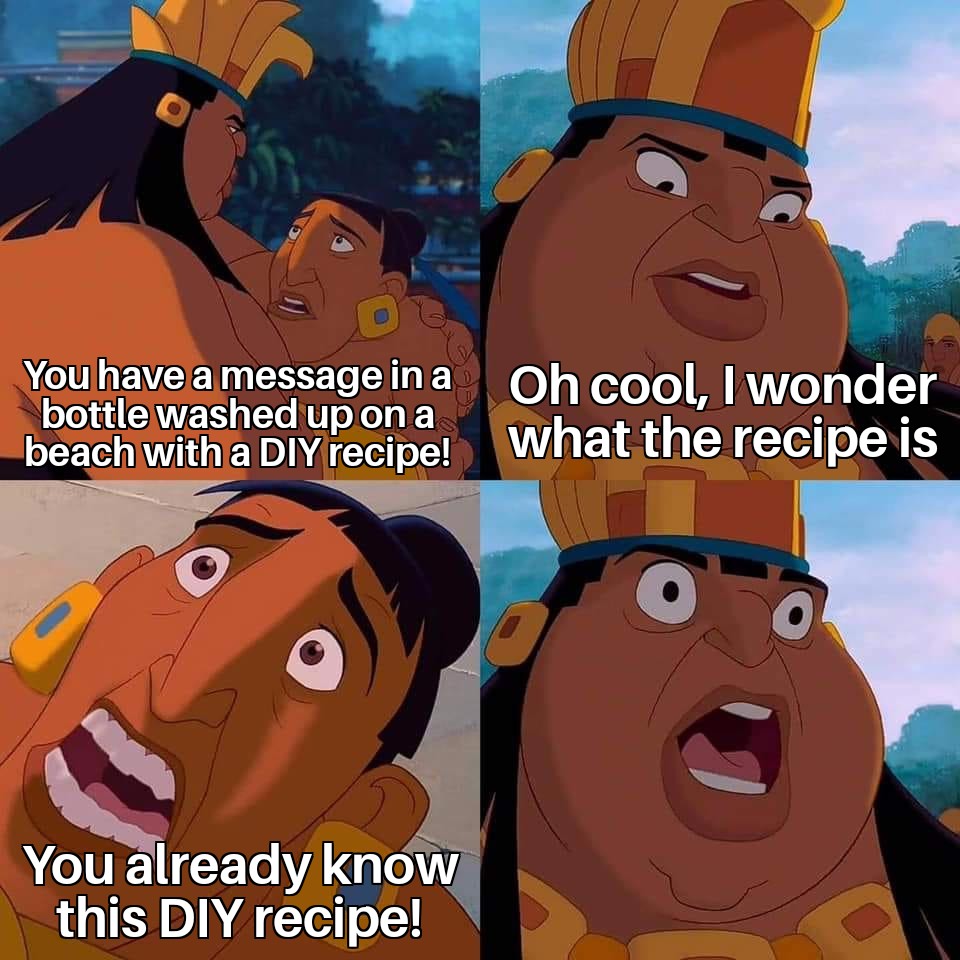 You have a message in a
bottle washed up on a
beach with a DIY recipe!
Oh cool, I wonder
what the recipe is
You already know
this DIY recipe!